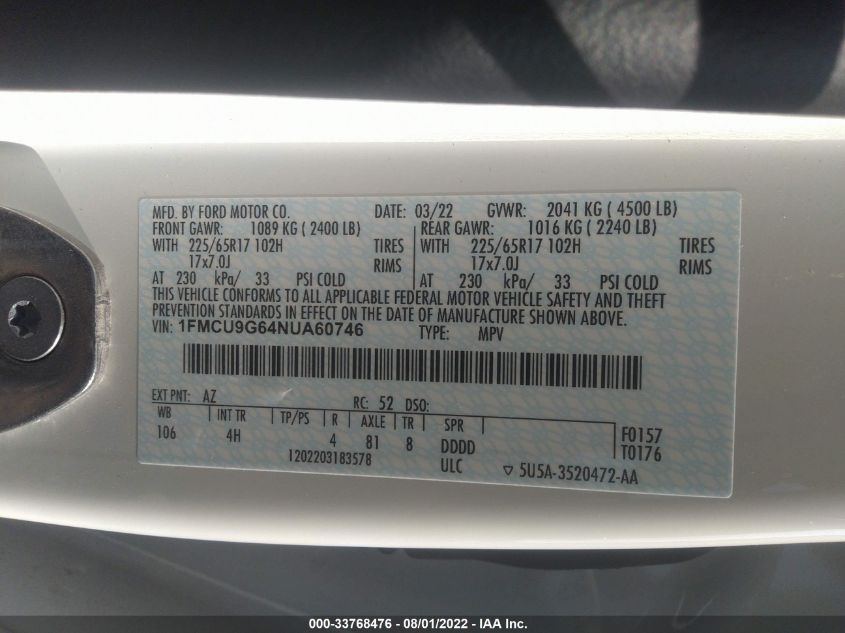 MFD. BY FORD MOTOR CO. DATE: 03/22 GVWR: 2041 KG ( 4500 LB)
FRONT GAWR: 1089 KG ( 2400 LB) REAR GAWR: 1016 KG ( 2240 LB)
WITH 225/65R17 102H TIRES WITH 225/65R17 102H TIRES
17x7.0J RIMS 17x7.0J RIMS
AT 230 kPa/ 33 PSI COLD AT 230 kPa/ 33 PSI COLD
THIS VEHICLE CONFORMS TO ALL APPLICABLE FEDERAL MOTOR VEHICLE SAFETY AND THEFT
PREVENTION STANDARDS IN EFFECT ON THE DATE OF MANUFACTURE SHOWN ABOVE.
VIN: 1FMCU9G64NUA60746 TYPE: MPV
EXT PNT: AZ RC: 52 DSO:
WB INT TR TP/PS R AXLE TR SPR
106 4H 4 81 8 DDDD F0157
1202203183578 ULC T0176
▽ 5U5A-3520472-AA
000-33768476 - 08/01/2022 - IAA Inc.